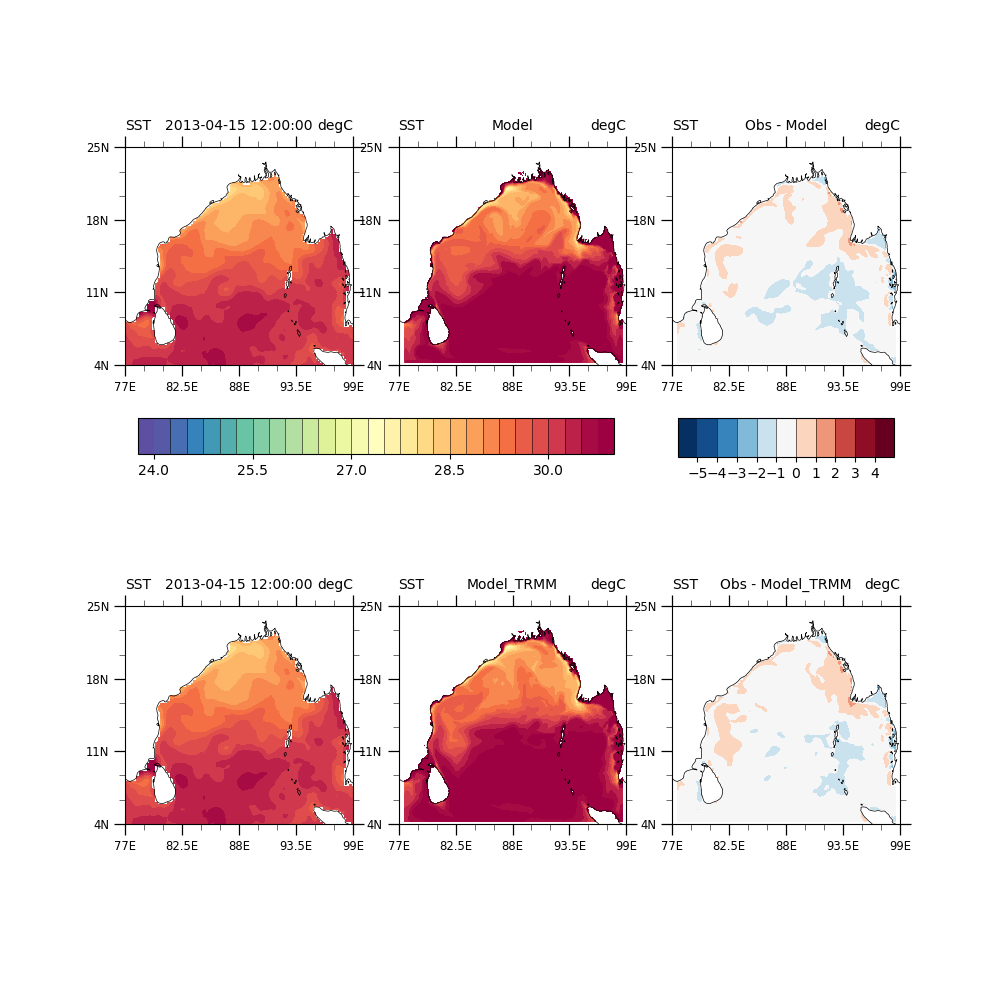 SST 2013-04-15 12:00:00 degC SST Model degC SST Obs - Model degC
25N 25N 25N
18N 18N 18N
11N 11N 11N
4N 4N 4N
77E 82.5E 88E 93.5E 99E 77E 82.5E 88E 93.5E 99E 77E 82.5E 88E 93.5E 99E
24.0 25.5 27.0 28.5 30.0 −5 −4 −3 −2 −1 0 1 2 3 4
SST 2013-04-15 12:00:00 degC SST Model_TRMM degC SST Obs - Model_TRMM degC
25N 25N 25N
18N 18N 18N
11N 11N 11N
4N 4N 4N
77E 82.5E 88E 93.5E 99E 77E 82.5E 88E 93.5E 99E 77E 82.5E 88E 93.5E 99E